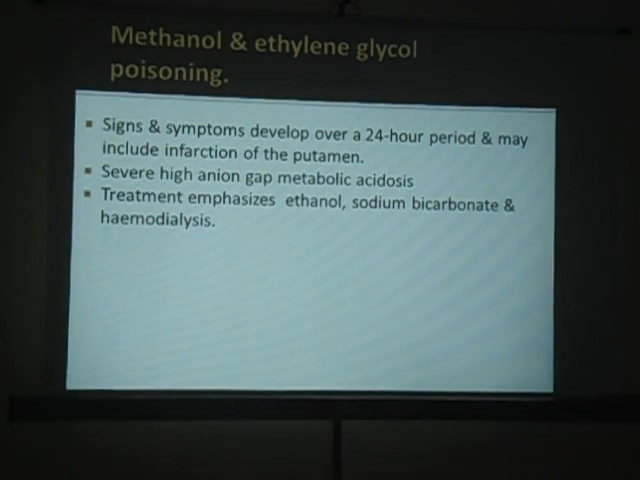 Methanol & ethylene glycol
poisoning.
▪ Signs & symptoms develop over a 24-hour period & may
include infarction of the putamen.
▪ Severe high anion gap metabolic acidosis
▪ Treatment emphasizes ethanol, sodium bicarbonate &
haemodialysis.